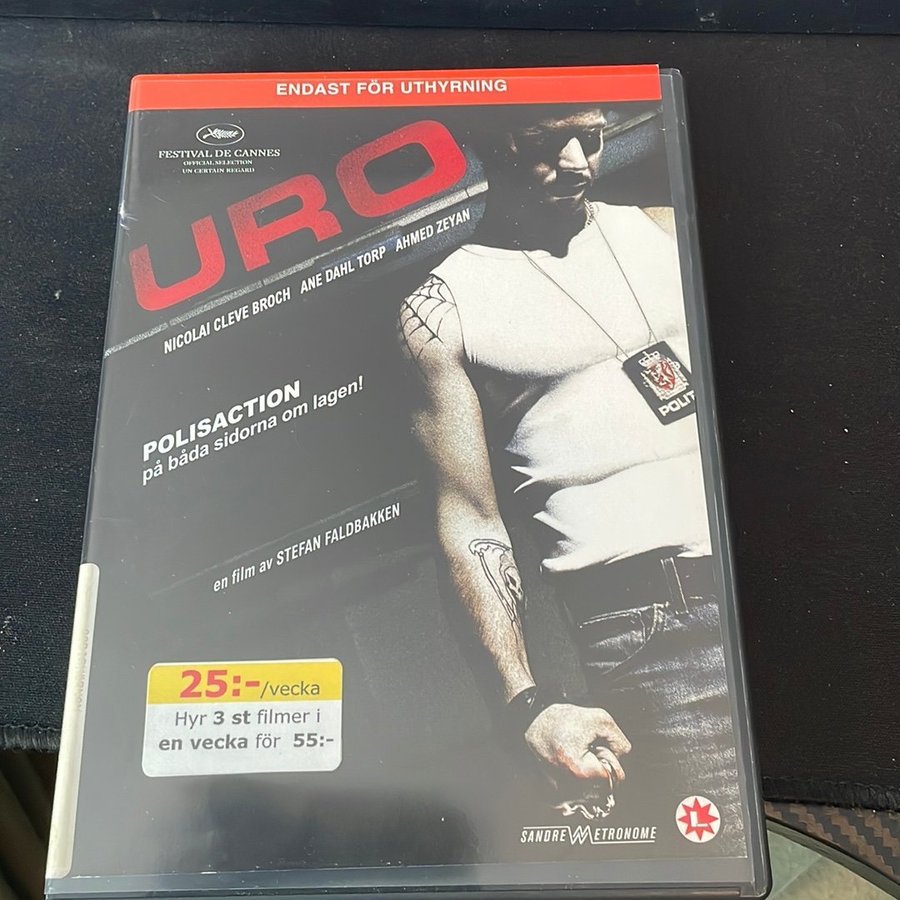 ENDAST FÖR UTHYRNING
FESTIVAL DE CANNES
OFFICIAL SELECTION
UN CERTAIN REGARD
URO
NICOLAI CLEVE BROCH ANE DAHL TORP AHMED ZEYAN
POLISACTION
på båda sidorna om lagen!
en film av STEFAN FALDBAKKEN
POLIT
25:-/vecka
Hyr 3 st filmer i
en vecka för 55:-
SANDREW METRONOME
L